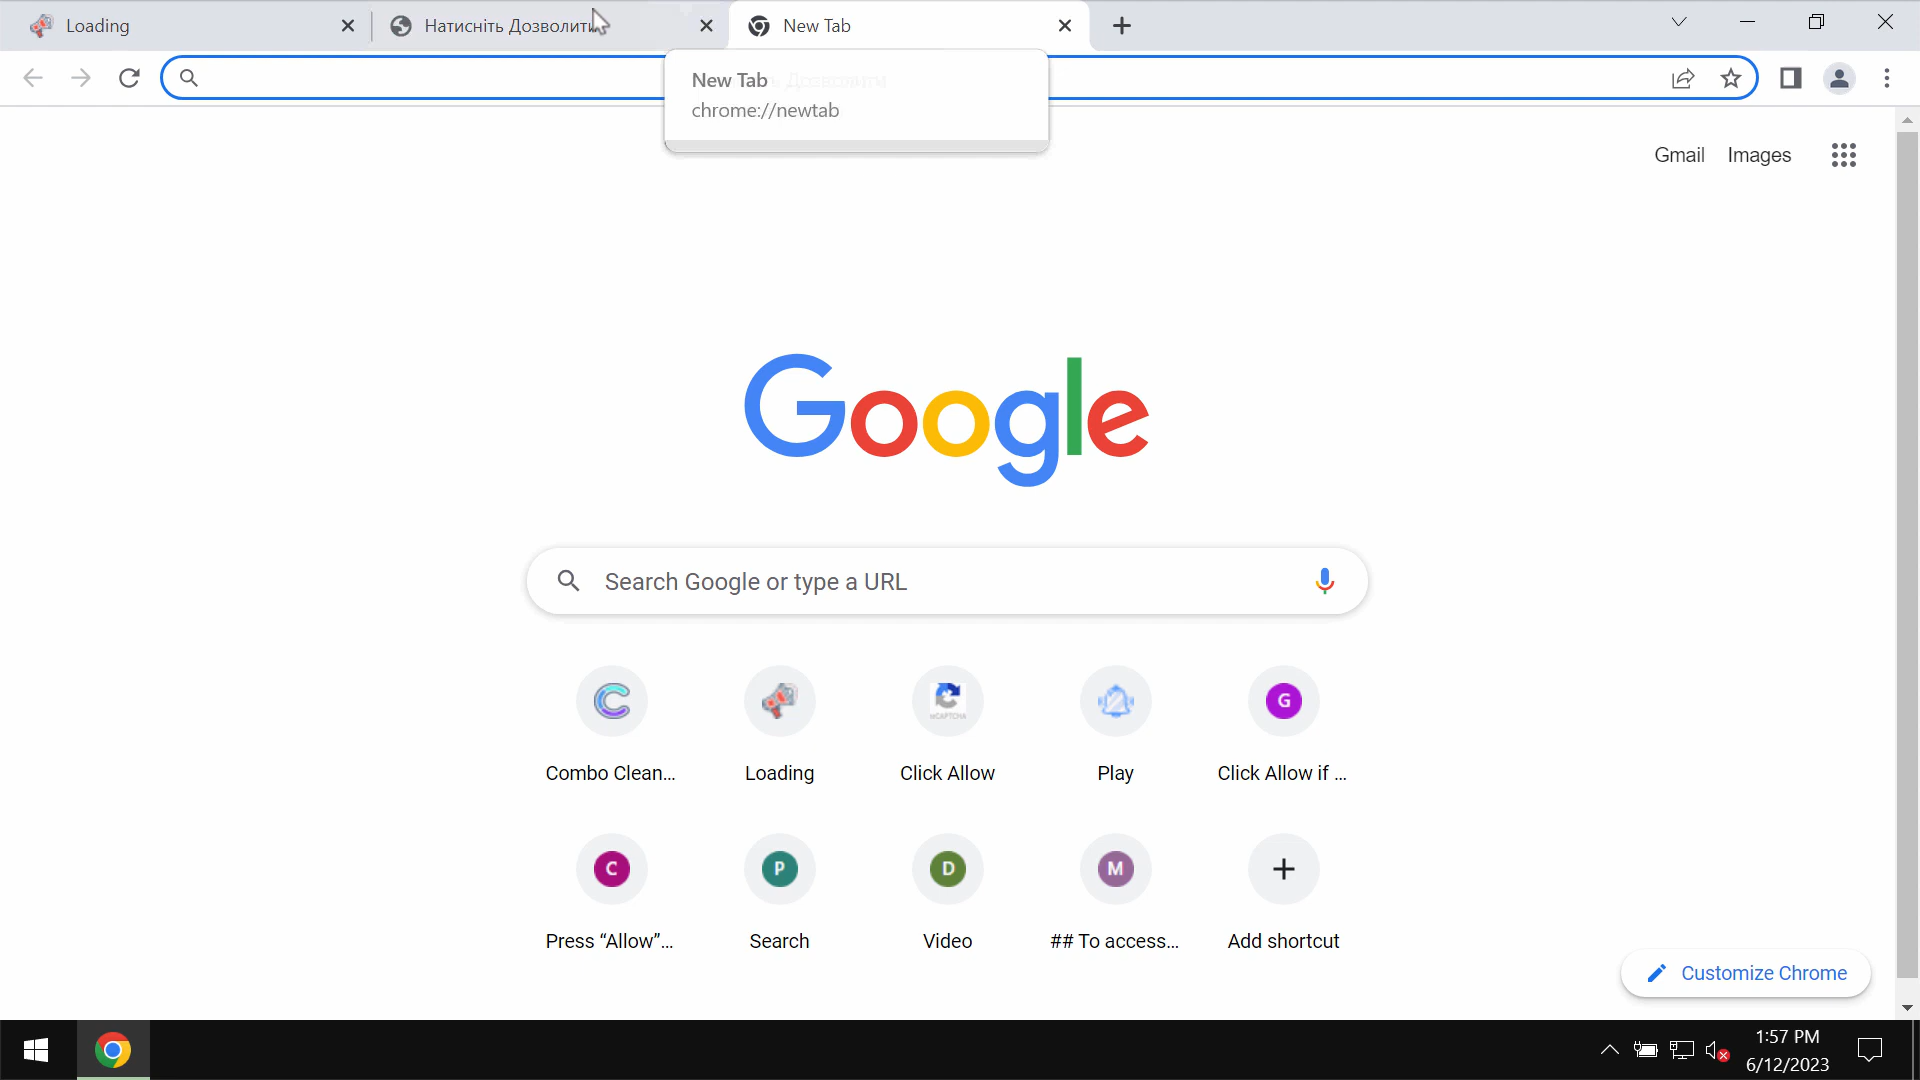 Loading
Натисніть Дозволити
New Tab
New Tab
chrome://newtab
Gmail
Images
Google
Search Google or type a URL
Combo Clean...
Loading
Click Allow
Play
G
Click Allow if ...
C
Press “Allow”...
P
Search
D
Video
M
## To access...
Add shortcut
Customize Chrome
1:57 PM
6/12/2023